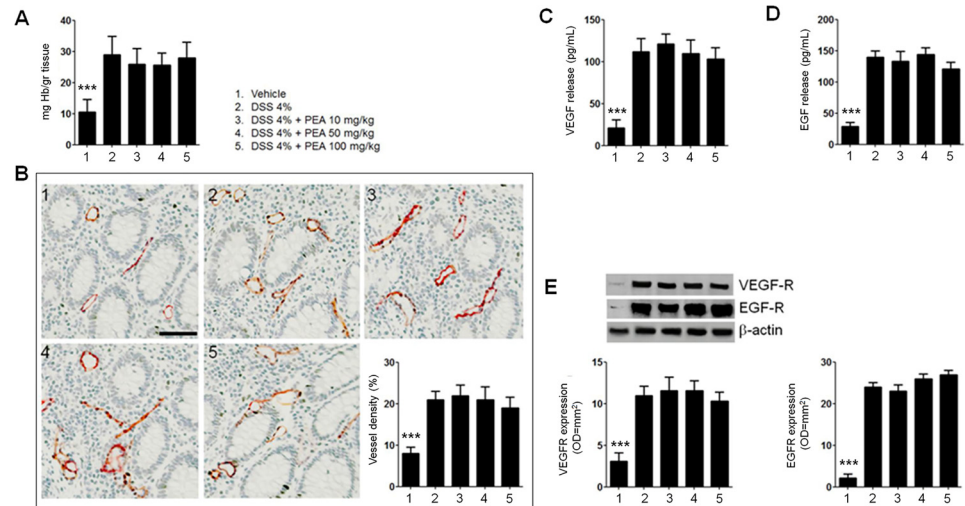 A
mg Hb/gr tissue
40
30
20
10
0
***
1 2 3 4 5
1. Vehicle
2. DSS 4%
3. DSS 4% + PEA 10 mg/kg
4. DSS 4% + PEA 50 mg/kg
5. DSS 4% + PEA 100 mg/kg
C
VEGF release (pg/mL)
150
100
50
0
***
1 2 3 4 5
D
EGF release (pg/mL)
200
150
100
50
0
***
1 2 3 4 5
B
1
2
3
4
5
Vessel density (%)
30
20
10
0
***
1 2 3 4 5
E
VEGF-R
EGF-R
β-actin
VEGFR expression
(OD=mm²)
15
10
5
0
***
1 2 3 4 5
EGFR expression
(OD=mm²)
30
20
10
0
***
1 2 3 4 5